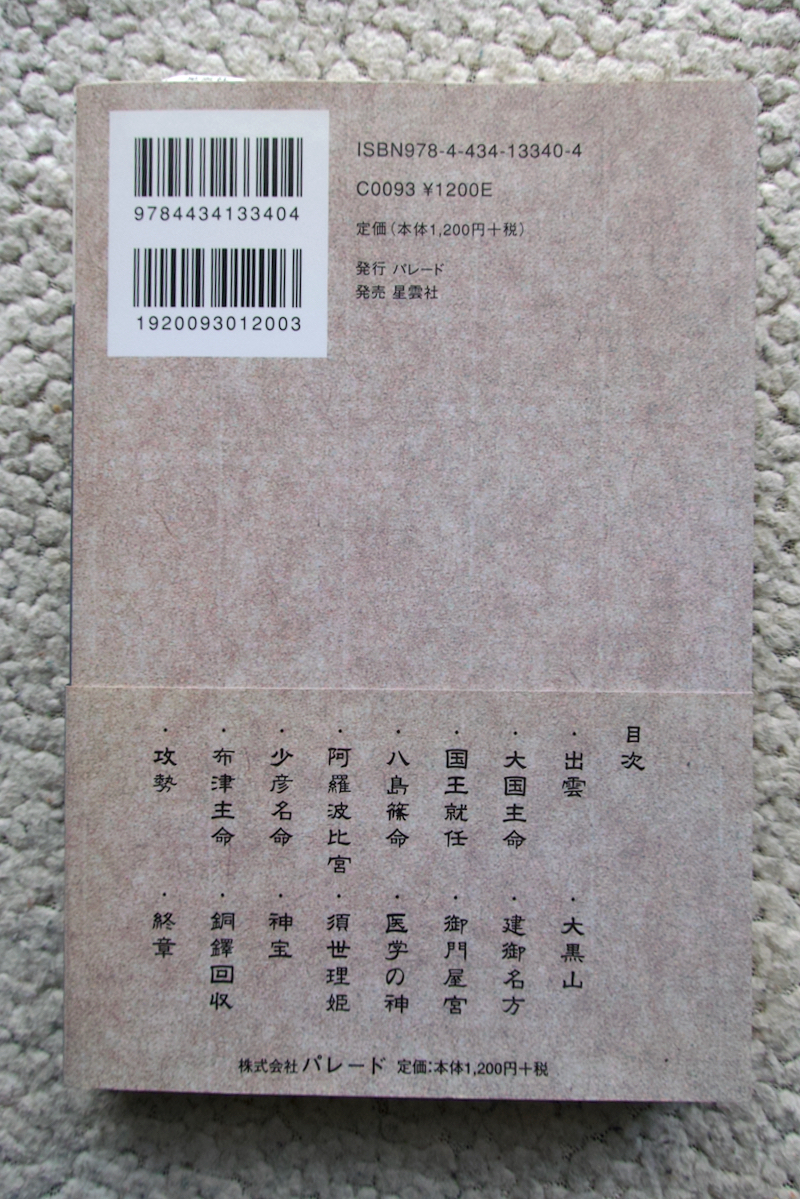 9784434133404
1920093012003
ISBN978-4-434-13340-4
C0093 ¥1200E
定価(本体1,200円+税)
発行 パレード
発売 星雲社
目次
・出雲
・大国主命
・国王就任
・八島篠命
・阿羅波比宮
・少彦名命
・布津主命
・攻勢
・大黒山
・建御名方
・御門屋宮
・医学の神
・須世理姫
・神宝
・銅鐸回収
・終章
株式会社 パレード 定価:本体1,200円+税